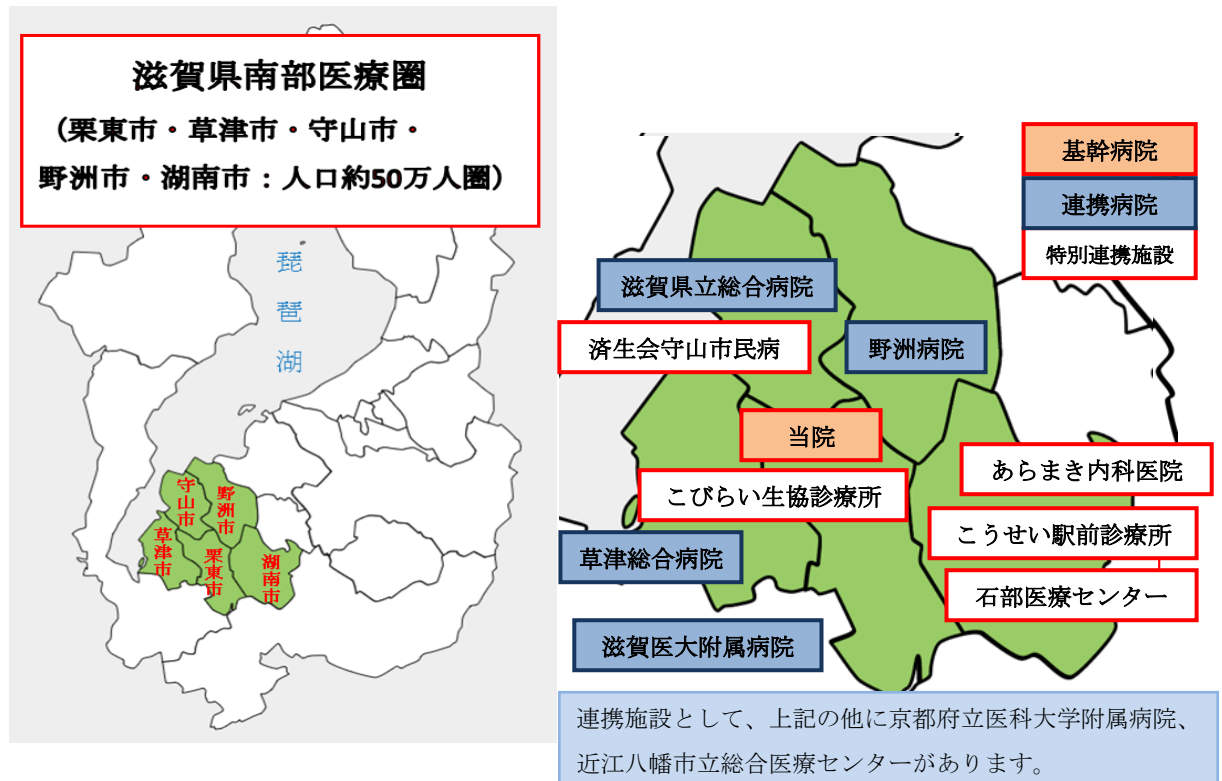 滋賀県南部医療圏
（栗東市・草津市・守山市・
野洲市・湖南市：人口約50万人圏）
琵琶湖
守山市
野洲市
草津市
栗東市
湖南市
基幹病院
連携病院
特別連携施設
滋賀県立総合病院
済生会守山市民病
野洲病院
当院
こびらい生協診療所
あらまき内科医院
こうせい駅前診療所
草津総合病院
石部医療センター
滋賀医大附属病院
連携施設として、上記の他に京都府立医科大学附属病院、
近江八幡市立総合医療センターがあります。